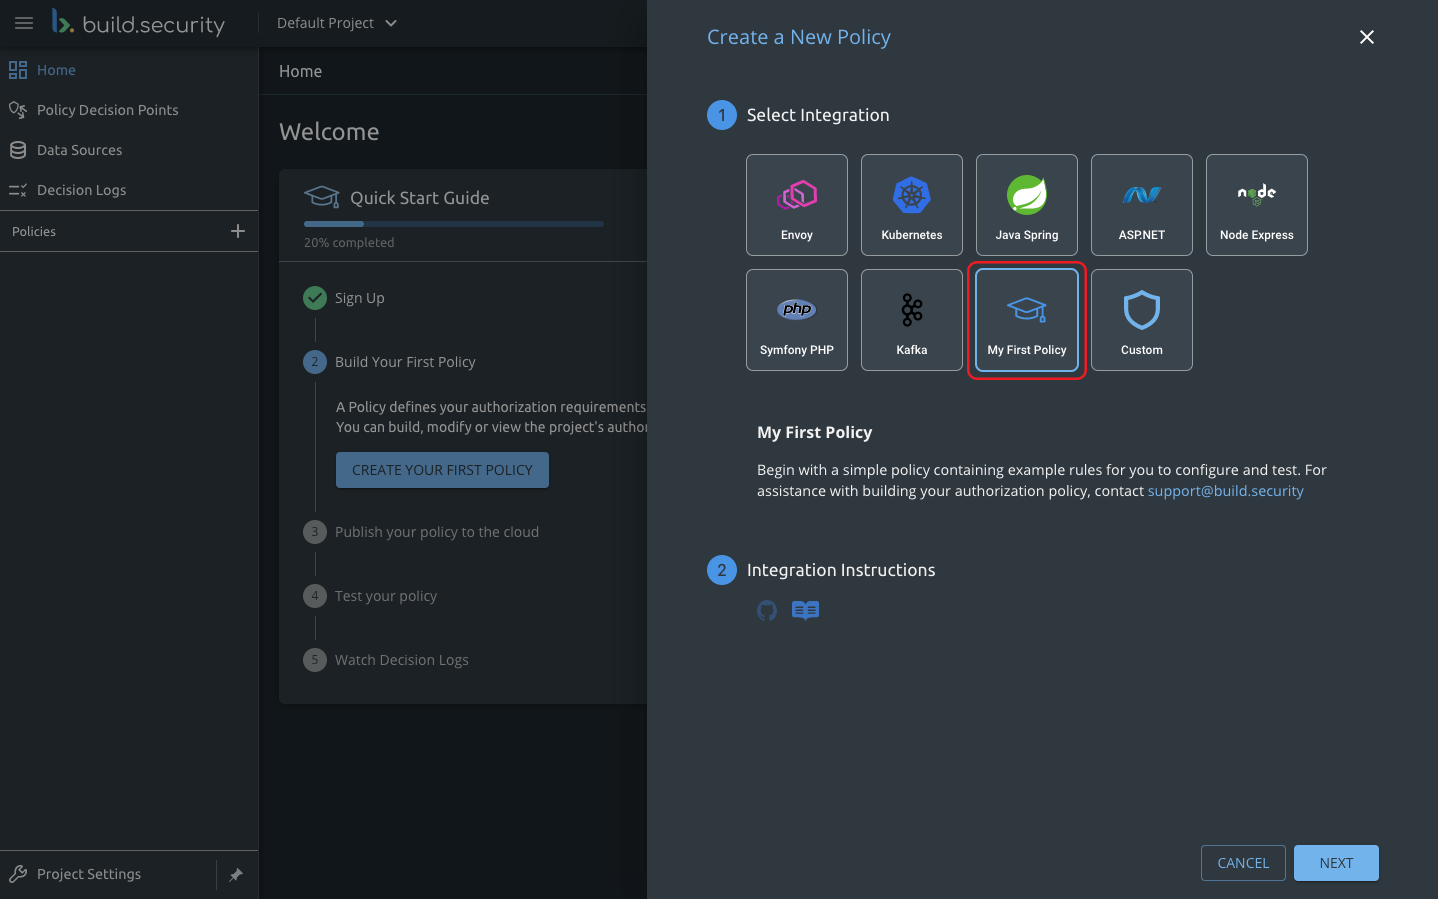 build.security
Default Project
Home
Policy Decision Points
Data Sources
Decision Logs
Policies
Project Settings
Home
Welcome
Quick Start Guide
20% completed
Sign Up
2 Build Your First Policy
A Policy defines your authorization requirements
You can build, modify or view the project's autho
CREATE YOUR FIRST POLICY
3 Publish your policy to the cloud
4 Test your policy
5 Watch Decision Logs
Create a New Policy
1 Select Integration
node
Envoy Kubernetes Java Spring ASP.NET Node Express
php
Symfony PHP Kafka My First Policy Custom
My First Policy
Begin with a simple policy containing example rules for you to configure and test. For
assistance with building your authorization policy, contact support@build.security
2 Integration Instructions
CANCEL NEXT